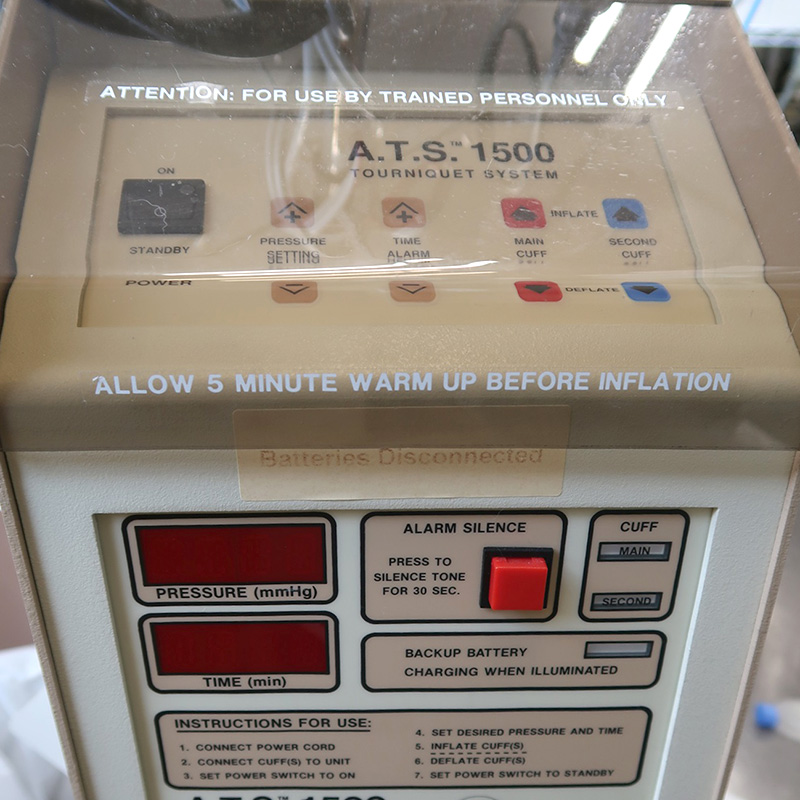 ATTENTION: FOR USE BY TRAINED PERSONNEL ONLY
A.T.S.™ 1500
TOURNIQUET SYSTEM
ON
STANDBY
POWER
PRESSURE
SETTING
TIME
ALARM
INFLATE
MAIN
CUFF
SECOND
CUFF
DEFLATE
ALLOW 5 MINUTE WARM UP BEFORE INFLATION
Batteries Disconnected
PRESSURE (mmHg)
TIME (min)
ALARM SILENCE
PRESS TO
SILENCE TONE
FOR 30 SEC.
CUFF
MAIN
SECOND
BACKUP BATTERY
CHARGING WHEN ILLUMINATED
INSTRUCTIONS FOR USE:
1. CONNECT POWER CORD
2. CONNECT CUFF(S) TO UNIT
3. SET POWER SWITCH TO ON
4. SET DESIRED PRESSURE AND TIME
5. INFLATE CUFF(S)
6. DEFLATE CUFF(S)
7. SET POWER SWITCH TO STANDBY
A.T.S.™ 1500